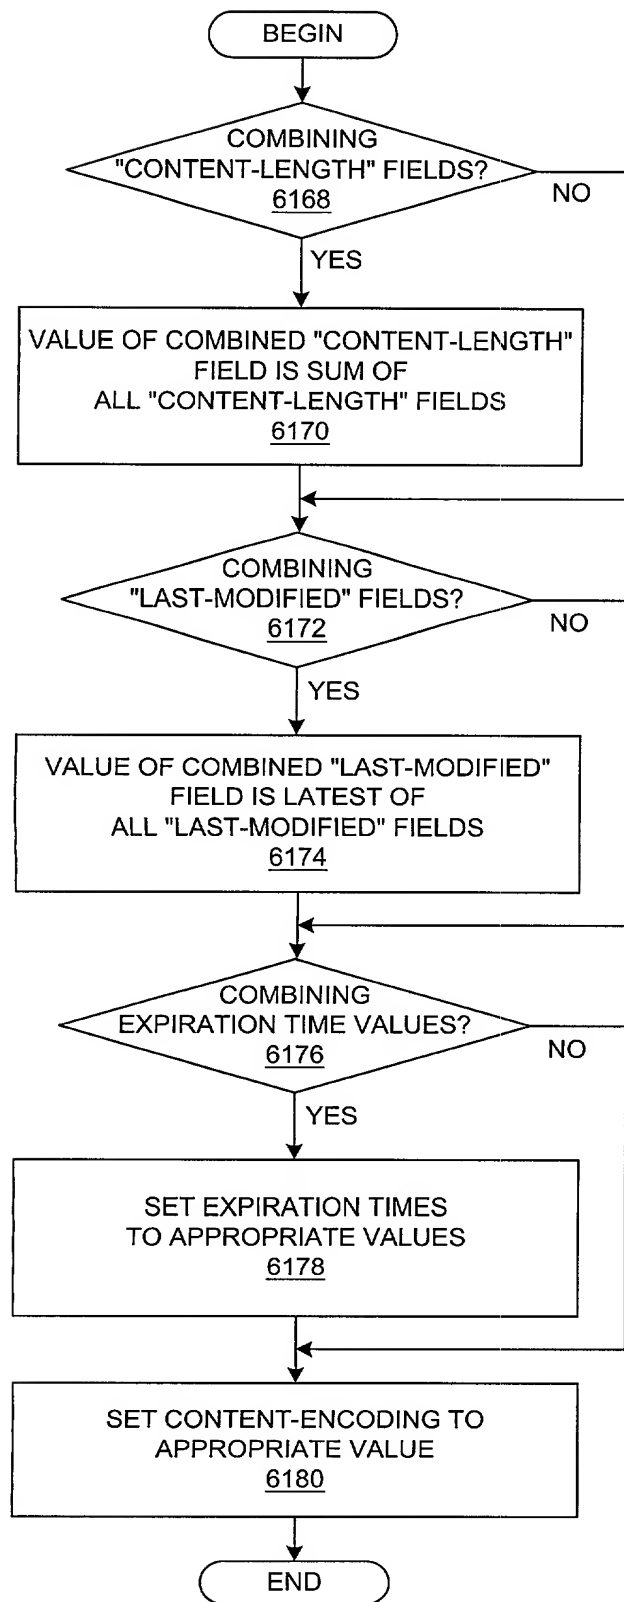 BEGIN
COMBINING
"CONTENT-LENGTH" FIELDS?
6168
NO
YES
VALUE OF COMBINED "CONTENT-LENGTH"
FIELD IS SUM OF
ALL "CONTENT-LENGTH" FIELDS
6170
COMBINING
"LAST-MODIFIED" FIELDS?
6172
NO
YES
VALUE OF COMBINED "LAST-MODIFIED"
FIELD IS LATEST OF
ALL "LAST-MODIFIED" FIELDS
6174
COMBINING
EXPIRATION TIME VALUES?
6176
NO
YES
SET EXPIRATION TIMES
TO APPROPRIATE VALUES
6178
SET CONTENT-ENCODING TO
APPROPRIATE VALUE
6180
END